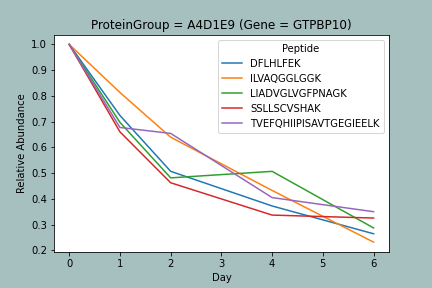 ProteinGroup = A4D1E9 (Gene = GTPBP10)
Peptide
DFLHLFEK
ILVAQGGLGGK
LIADVGLVGFPNAGK
SSLLSCVSHAK
TVEFQHIIPISAVTGEGIEELK
Relative Abundance
1.0
0.9
0.8
0.7
0.6
0.5
0.4
0.3
0.2
0 1 2 3 4 5 6
Day